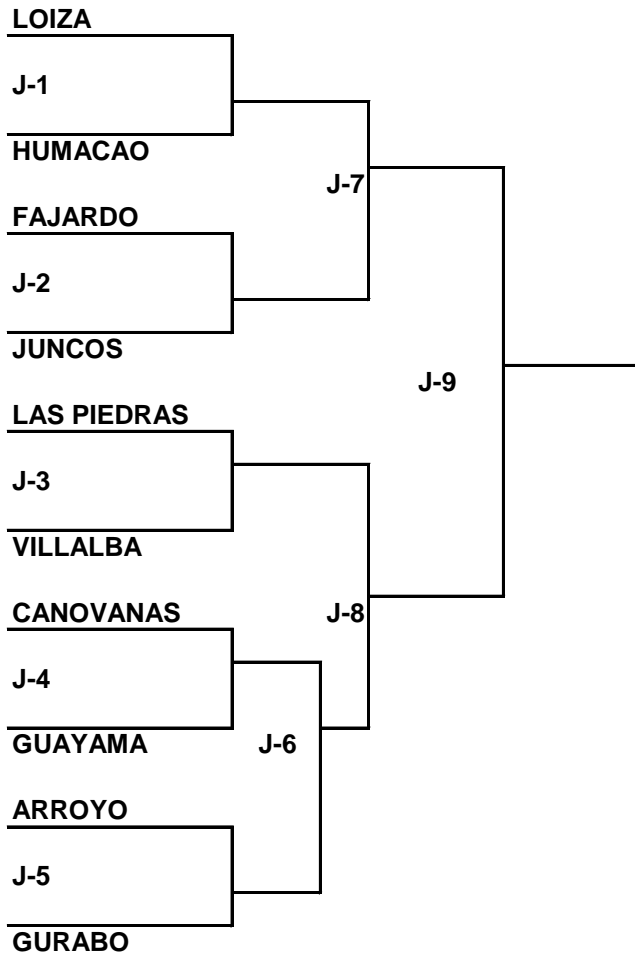 LOIZA
J-1
HUMACAO
J-7
FAJARDO
J-2
JUNCOS
J-9
LAS PIEDRAS
J-3
VILLALBA
CANOVANAS
J-8
J-4
GUAYAMA
J-6
ARROYO
J-5
GURABO